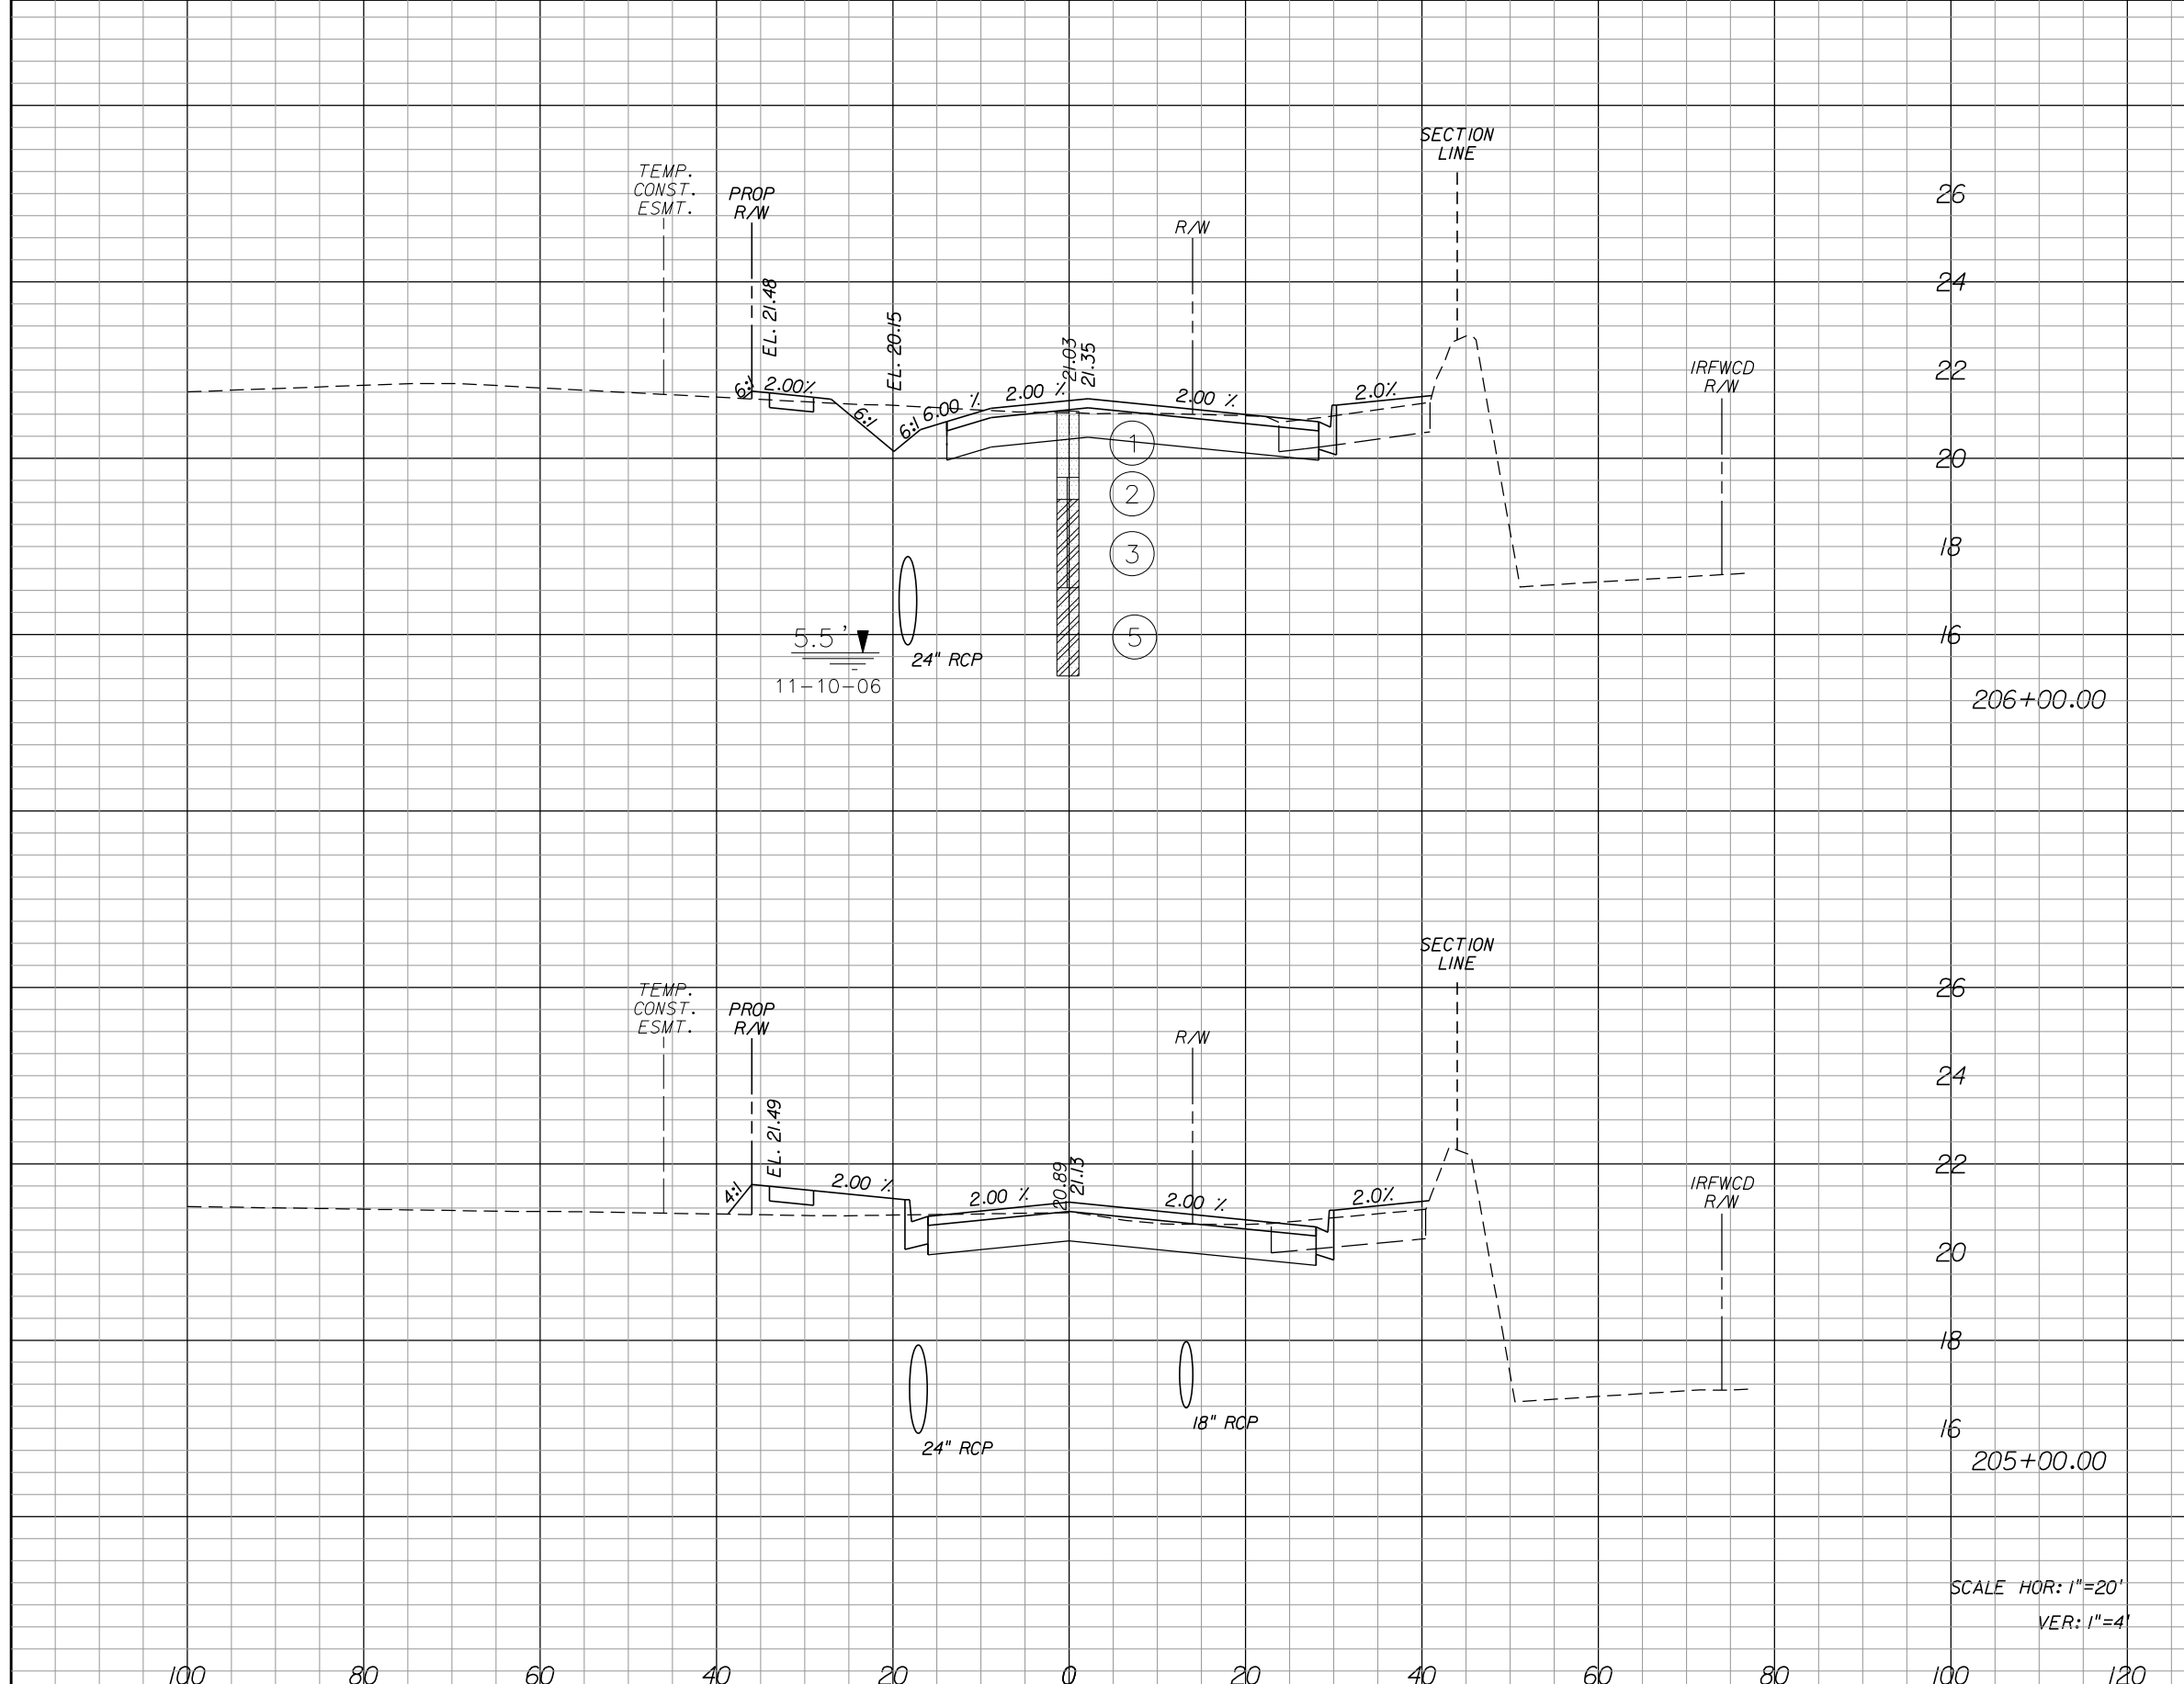 SECTION
LINE
TEMP.
CONST.
ESMT.
PROP
R/W
26
R/W
24
EL. 21.48
EL. 20.15
21.03
21.35
IRFWCD
R/W
22
6:1
2.00%
6:1
6:1
6.00 %
2.00 %
2.00 %
2.0%
1
20
2
3
18
5.5'
11-10-06
24" RCP
5
16
206+00.00
SECTION
LINE
TEMP.
CONST.
ESMT.
PROP
R/W
26
R/W
24
EL. 21.49
20.89
21.13
IRFWCD
R/W
22
4:1
2.00 %
2.00 %
2.00 %
2.0%
20
18
24" RCP
18" RCP
16
205+00.00
SCALE HOR: 1"=20'
VER: 1"=4'
100 80 60 40 20 0 20 40 60 80 100 120